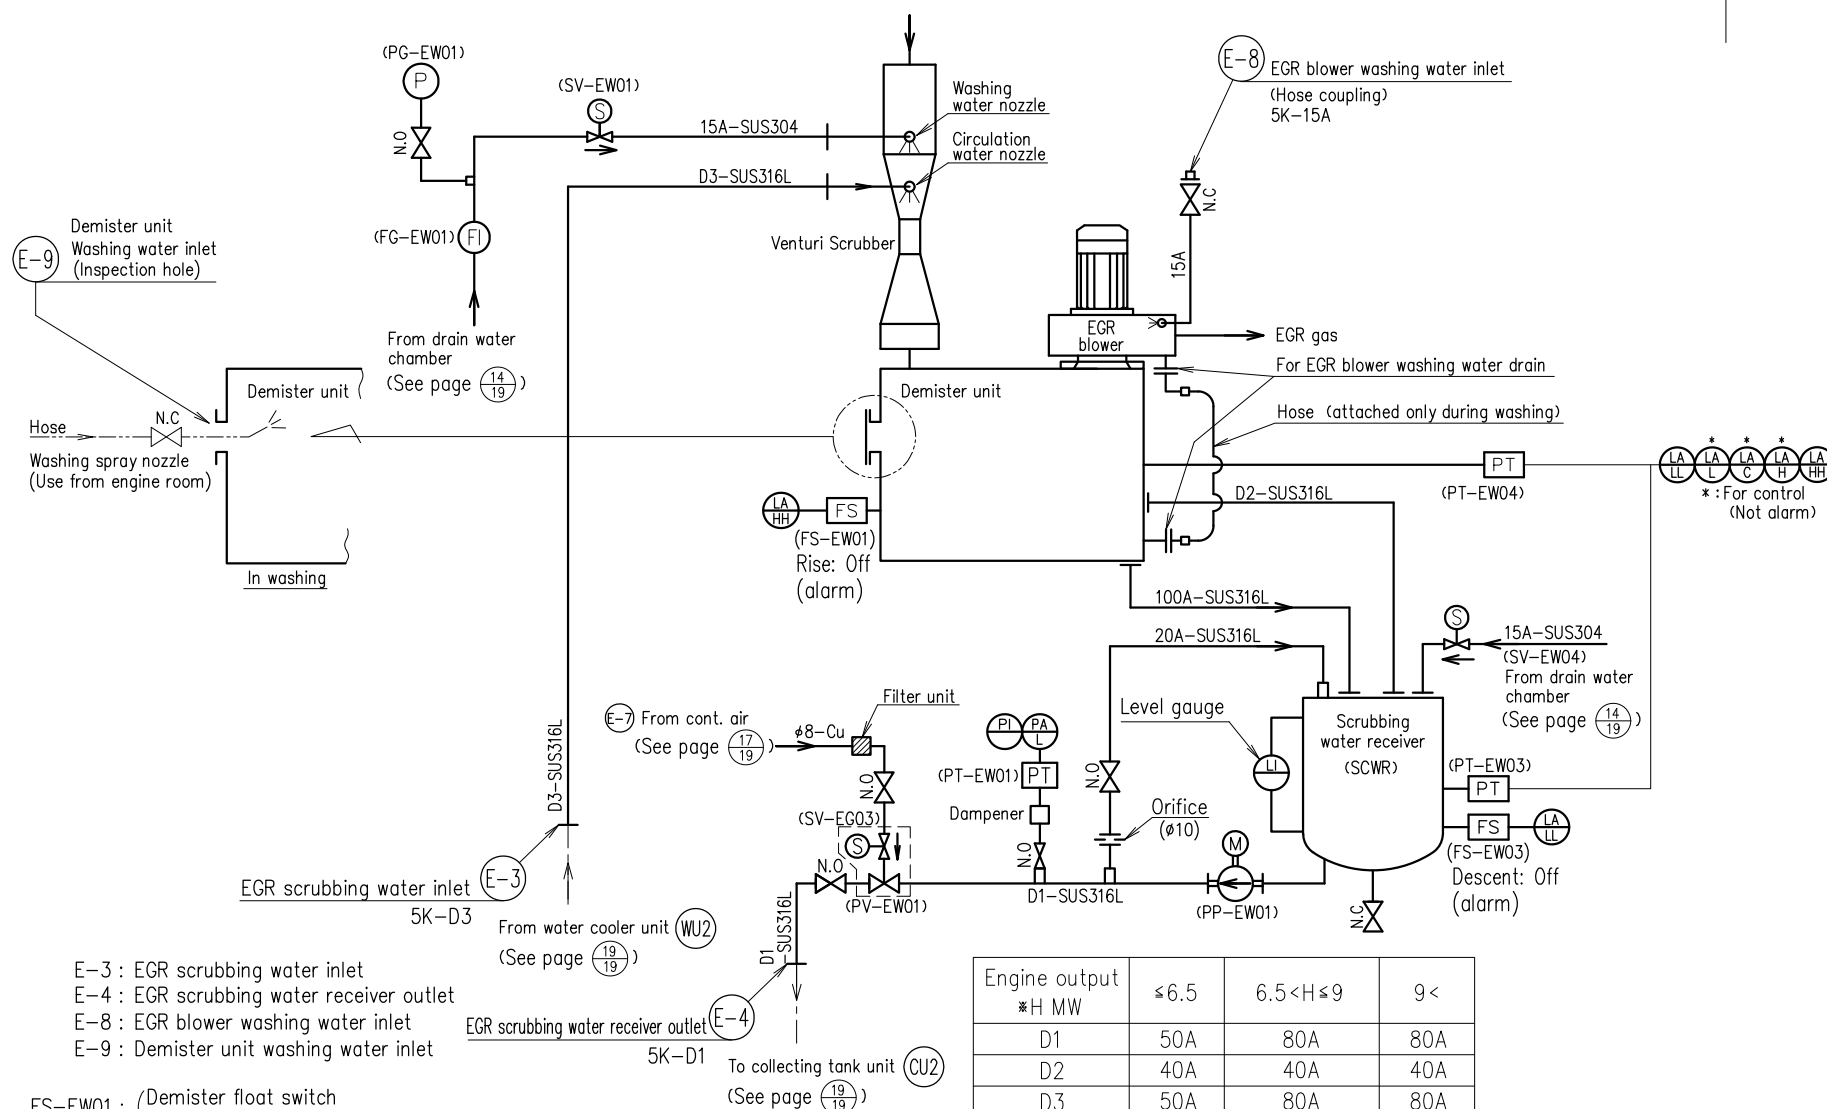 (PG-EW01)
P
N.O
(SV-EW01)
S
15A-SUS304
D3-SUS316L
(FG-EW01)
FI
From drain water
chamber
(See page 14/19)
Washing
water nozzle
Circulation
water nozzle
Venturi Scrubber
E-8
EGR blower washing water inlet
(Hose coupling)
5K-15A
N.C
15A
EGR
blower
EGR gas
For EGR blower washing water drain
Hose (attached only during washing)
E-9
Demister unit
Washing water inlet
(Inspection hole)
Demister unit
N.C
Hose
Washing spray nozzle
(Use from engine room)
In washing
Demister unit
LA
HH
FS
(FS-EW01)
Rise: Off
(alarm)
PT
(PT-EW04)
* * *
LA LA LA LA LA
LL L C H HH
* : For control
(Not alarm)
D2-SUS316L
100A-SUS316L
20A-SUS316L
S
15A-SUS304
(SV-EW04)
From drain water
chamber
(See page 14/19)
Level gauge
LI
Scrubbing
water receiver
(SCWR)
(PT-EW03)
PT
FS
LA
LL
(FS-EW03)
Descent: Off
(alarm)
N.C
Filter unit
E-7 From cont. air
(See page 17/19)
φ8-Cu
N.O
(SV-EG03)
S
N.O
(PV-EW01)
PI
PA
L
(PT-EW01)
PT
Dampener
N.O
N.O
Orifice
(φ10)
M
(PP-EW01)
D1-SUS316L
D3-SUS316L
E-3
EGR scrubbing water inlet
5K-D3
From water cooler unit WU2
(See page 19/19)
D1
-SUS316L
E-4
EGR scrubbing water receiver outlet
5K-D1
To collecting tank unit CU2
(See page 19/19)
E-3 : EGR scrubbing water inlet
E-4 : EGR scrubbing water receiver outlet
E-8 : EGR blower washing water inlet
E-9 : Demister unit washing water inlet
FS-EW01 : (Demister float switch
Engine output
※H MW
≦6.5 6.5<H≦9 9<
D1 50A 80A 80A
D2 40A 40A 40A
D3 50A 80A 80A